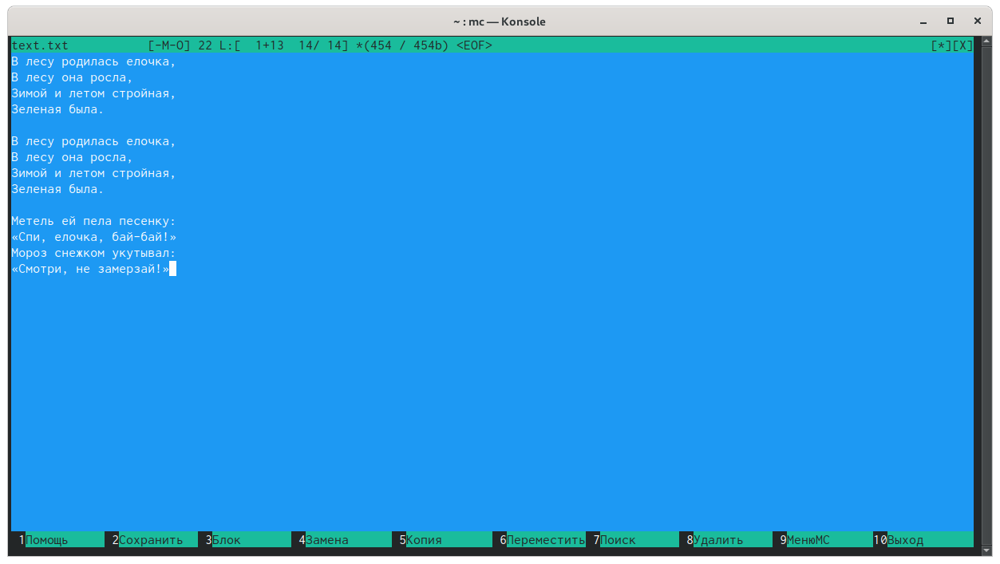 ~ : mc — Konsole
text.txt [-M-O] 22 L:[ 1+13 14/ 14] *(454 / 454b) <EOF> [*][X]
В лесу родилась елочка,
В лесу она росла,
Зимой и летом стройная,
Зеленая была.
В лесу родилась елочка,
В лесу она росла,
Зимой и летом стройная,
Зеленая была.
Метель ей пела песенку:
«Спи, елочка, бай-бай!»
Мороз снежком укутывал:
«Смотри, не замерзай!»
1Помощь 2Сохранить 3Блок 4Замена 5Копия 6Переместить 7Поиск 8Удалить 9МенюМС 10Выход